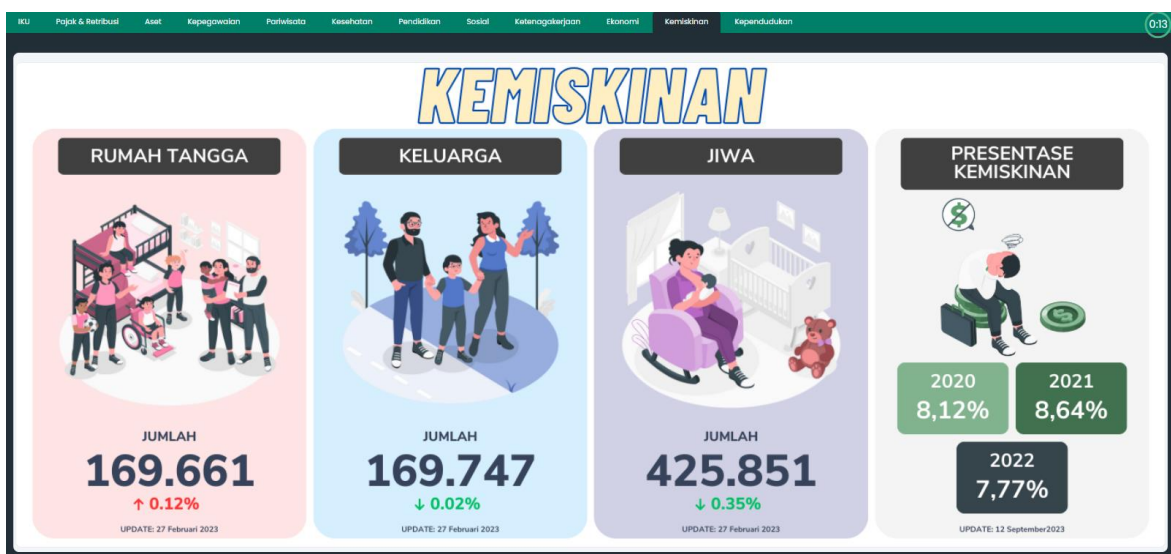 IKU Pajak & Retribusi Aset Kepegawaian Pariwisata Kesehatan Pendidikan Sosial Ketenagakerjaan Ekonomi Kemiskinan Kependudukan 0:13
KEMISKINAN
RUMAH TANGGA
JUMLAH
169.661
↑ 0.12%
UPDATE: 27 Februari 2023
KELUARGA
JUMLAH
169.747
↓ 0.02%
UPDATE: 27 Februari 2023
JIWA
JUMLAH
425.851
↓ 0.35%
UPDATE: 27 Februari 2023
PRESENTASE
KEMISKINAN
2020
8,12%
2021
8,64%
2022
7,77%
UPDATE: 12 September2023